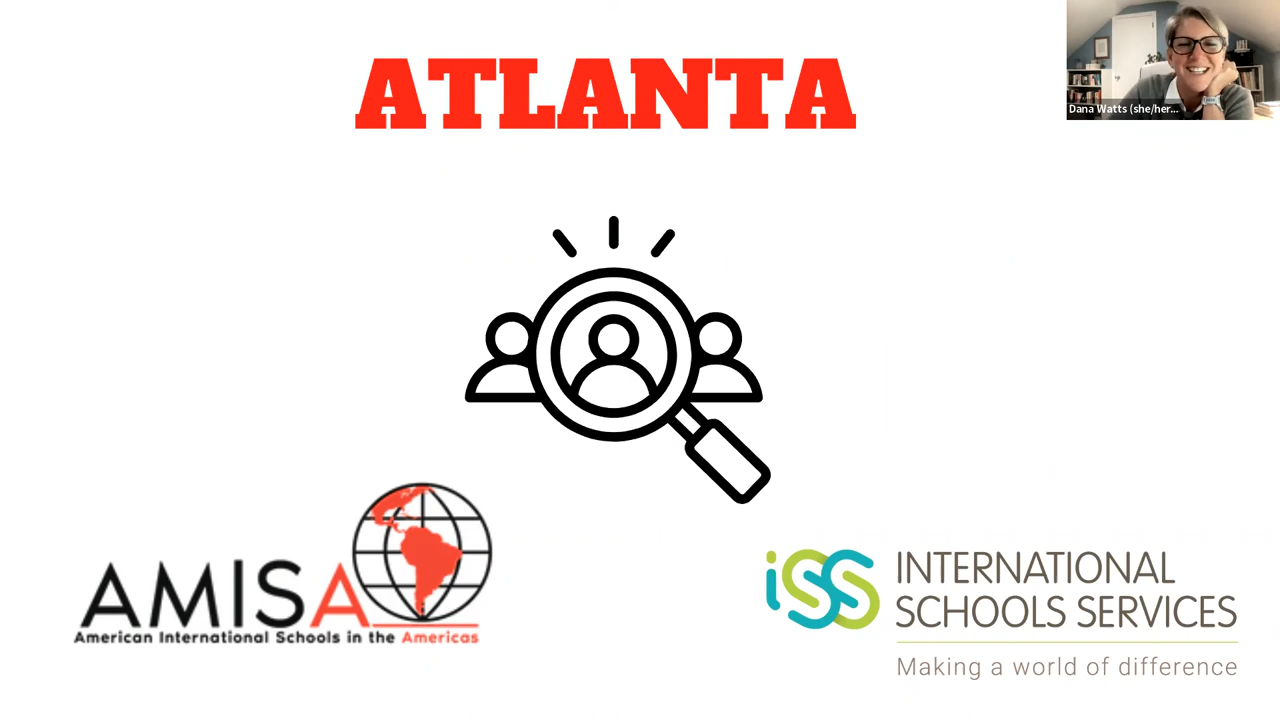 ATLANTA
Dana Watts (she/her...
AMISA
American International Schools in the Americas
iSS
INTERNATIONAL
SCHOOLS SERVICES
Making a world of difference